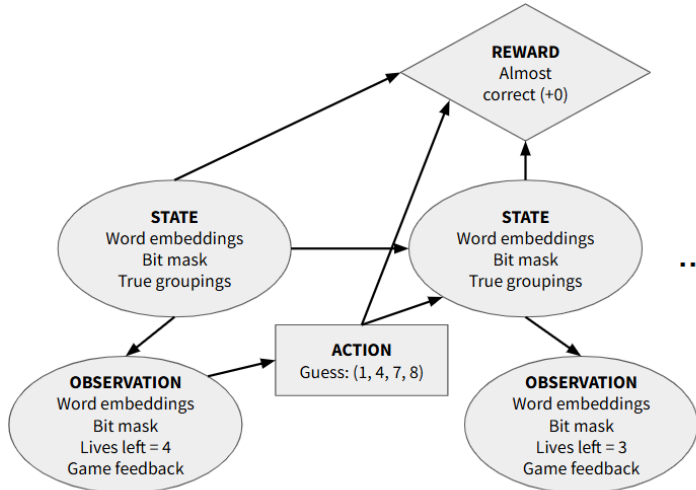 REWARD
Almost
correct (+0)
STATE
Word embeddings
Bit mask
True groupings
STATE
Word embeddings
Bit mask
True groupings
..
ACTION
Guess: (1, 4, 7, 8)
OBSERVATION
Word embeddings
Bit mask
Lives left = 4
Game feedback
OBSERVATION
Word embeddings
Bit mask
Lives left = 3
Game feedback